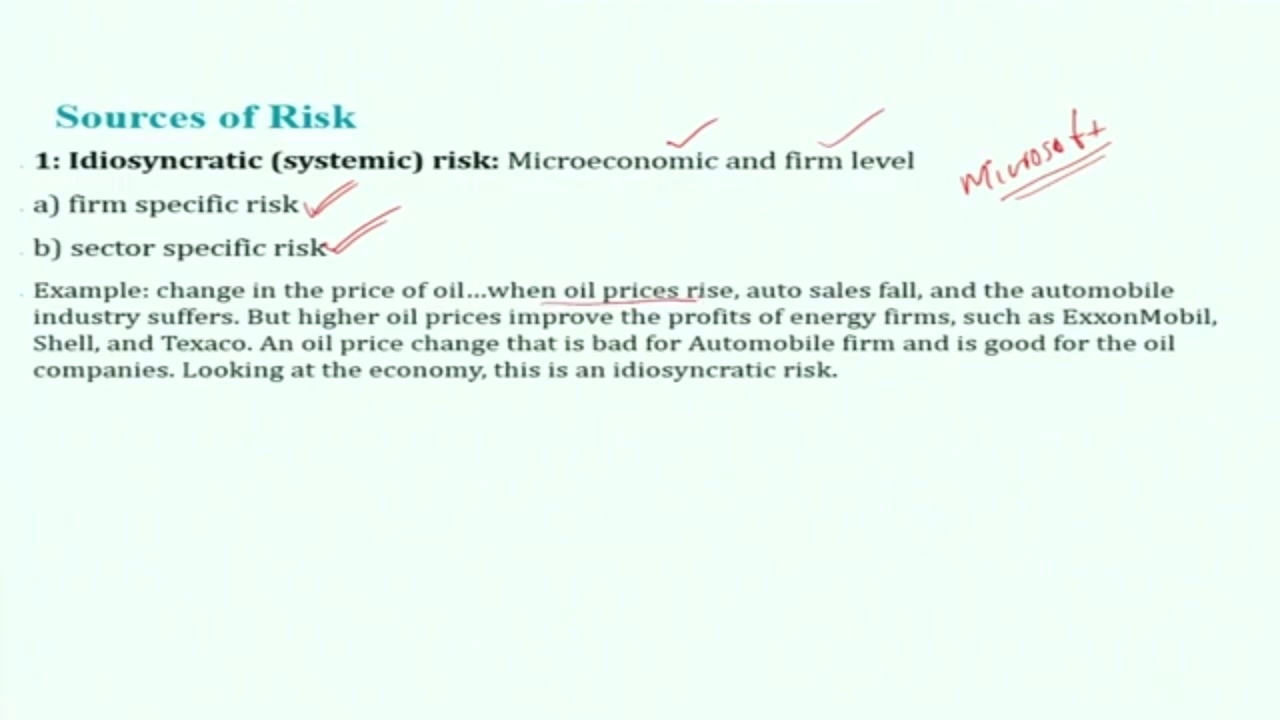 Sources of Risk
1: Idiosyncratic (systemic) risk: Microeconomic and firm level
Microsoft
a) firm specific risk
b) sector specific risk
Example: change in the price of oil...when oil prices rise, auto sales fall, and the automobile
industry suffers. But higher oil prices improve the profits of energy firms, such as ExxonMobil,
Shell, and Texaco. An oil price change that is bad for Automobile firm and is good for the oil
companies. Looking at the economy, this is an idiosyncratic risk.